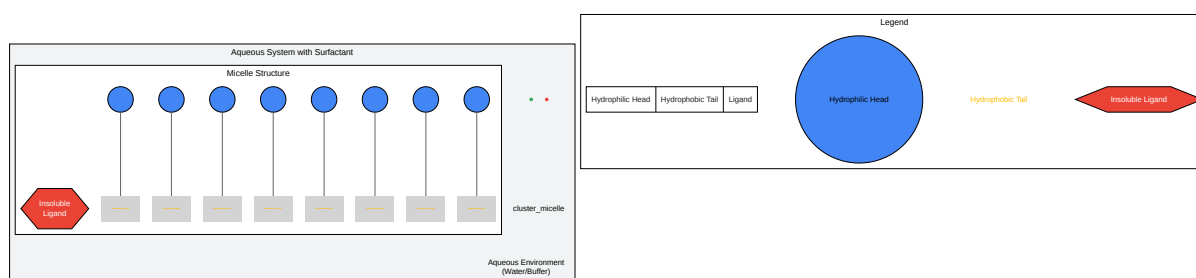 Aqueous System with Surfactant
Micelle Structure
Insoluble
Ligand
cluster_micelle
Aqueous Environment
(Water/Buffer)
Legend
Hydrophilic Head
Hydrophobic Tail
Ligand
Hydrophilic Head
Hydrophobic Tail
Insoluble Ligand